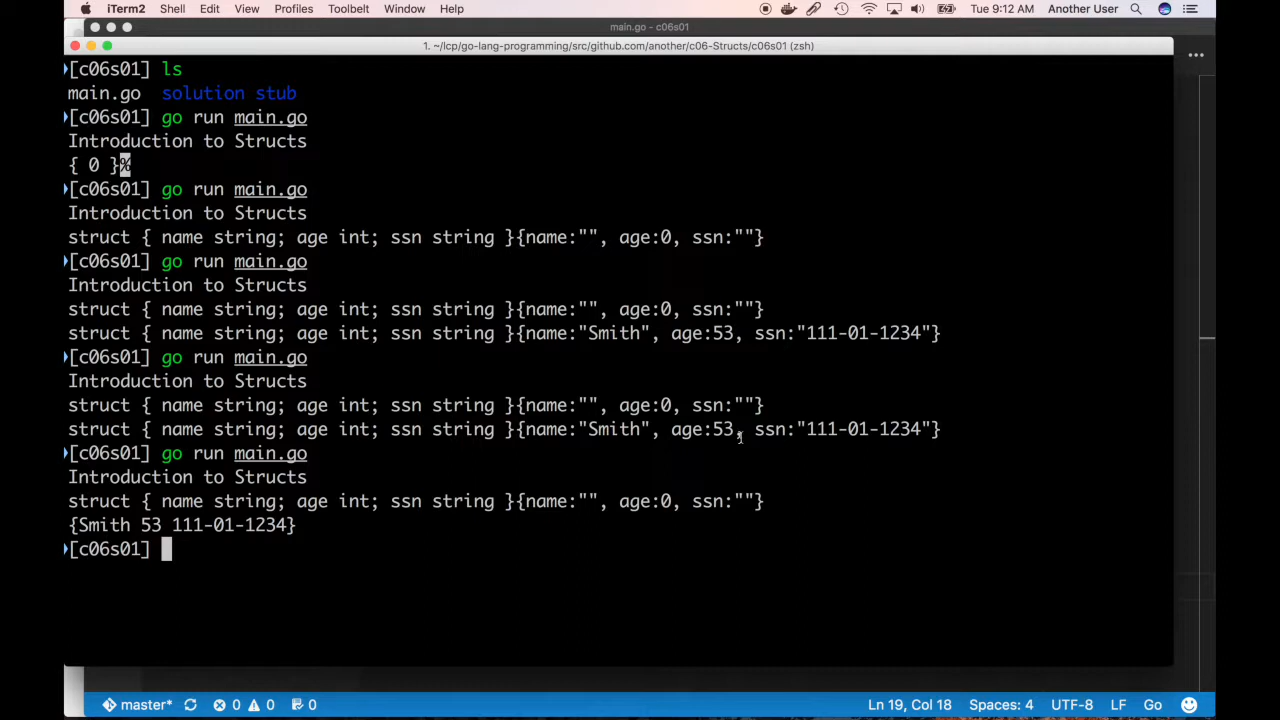 iTerm2 Shell Edit View Profiles Toolbelt Window Help Tue 9:12 AM Another User
main.go - c06s01
1. ~/lcp/go-lang-programming/src/github.com/another/c06-Structs/c06s01 (zsh)
[c06s01] ls
main.go solution stub
[c06s01] go run main.go
Introduction to Structs
{ 0 }%
[c06s01] go run main.go
Introduction to Structs
struct { name string; age int; ssn string }{name:"", age:0, ssn:""}
[c06s01] go run main.go
Introduction to Structs
struct { name string; age int; ssn string }{name:"", age:0, ssn:""}
struct { name string; age int; ssn string }{name:"Smith", age:53, ssn:"111-01-1234"}
[c06s01] go run main.go
Introduction to Structs
struct { name string; age int; ssn string }{name:"", age:0, ssn:""}
struct { name string; age int; ssn string }{name:"Smith", age:53, ssn:"111-01-1234"}
[c06s01] go run main.go
Introduction to Structs
struct { name string; age int; ssn string }{name:"", age:0, ssn:""}
{Smith 53 111-01-1234}
[c06s01]
master* 0 0 0 Ln 19, Col 18 Spaces: 4 UTF-8 LF Go